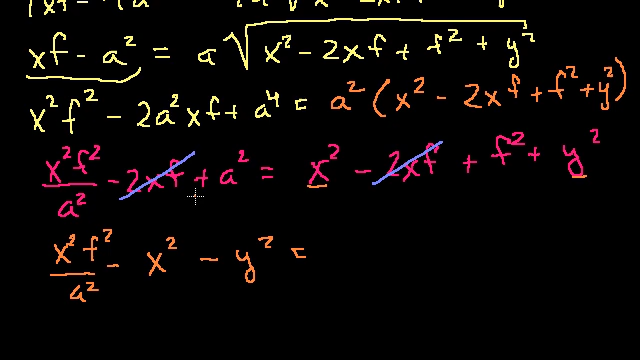 xf - a² = a√(x² - 2xf + f² + y²)
x²f² - 2a²xf + a⁴ = a² (x² - 2xf + f² + y²)
x²f²/a² - 2xf + a² = x² - 2xf + f² + y²
x²f²/a² - x² - y² =